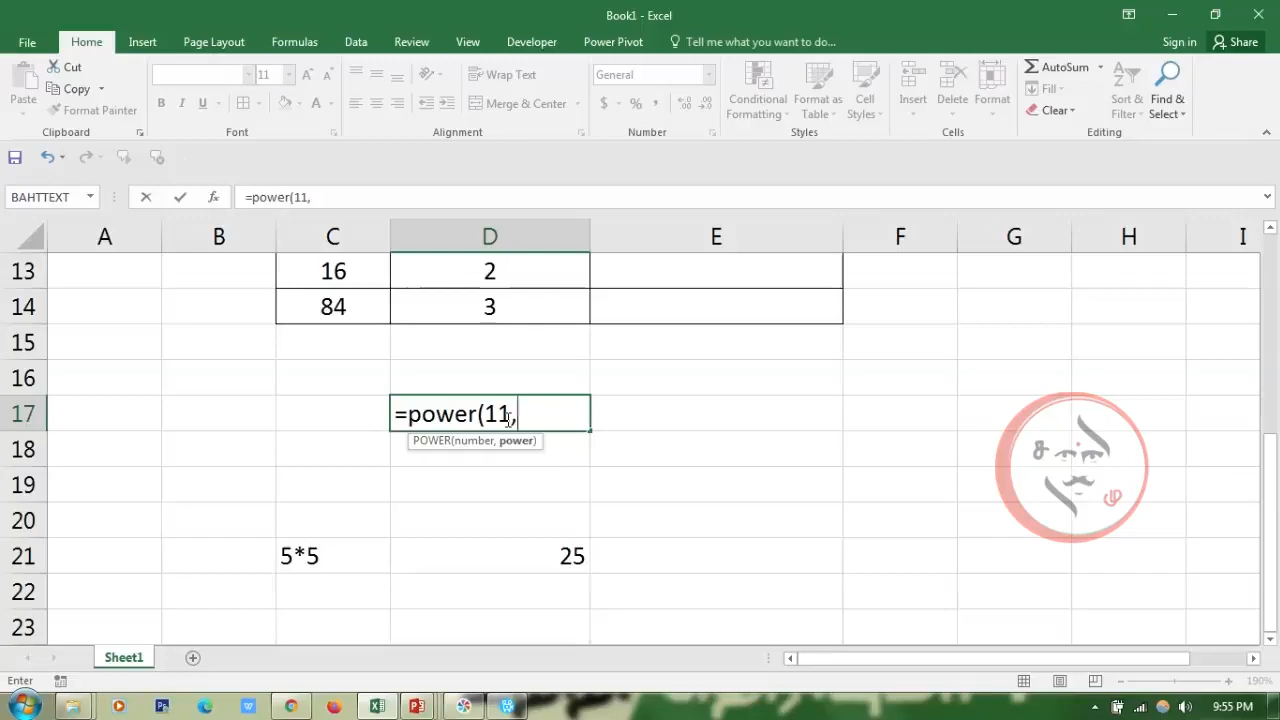 Book1 - Excel
File Home Insert Page Layout Formulas Data Review View Developer Power Pivot Tell me what you want to do... Sign in Share
Cut
Copy
Format Painter
Paste
Clipboard
11
B I U
Font
Wrap Text
Merge & Center
Alignment
General
$ % ,
Number
Conditional Formatting
Format as Table
Cell Styles
Styles
Insert Delete Format
Cells
AutoSum
Fill
Clear
Sort & Filter
Find & Select
Editing
BAHTTEXT fx =power(11,
A B C D E F G H I
13 16 2
14 84 3
15
16
17 =power(11,
POWER(number, power)
18
19
20
21 5*5 25
22
23
Sheet1
Enter 190%
9:55 PM